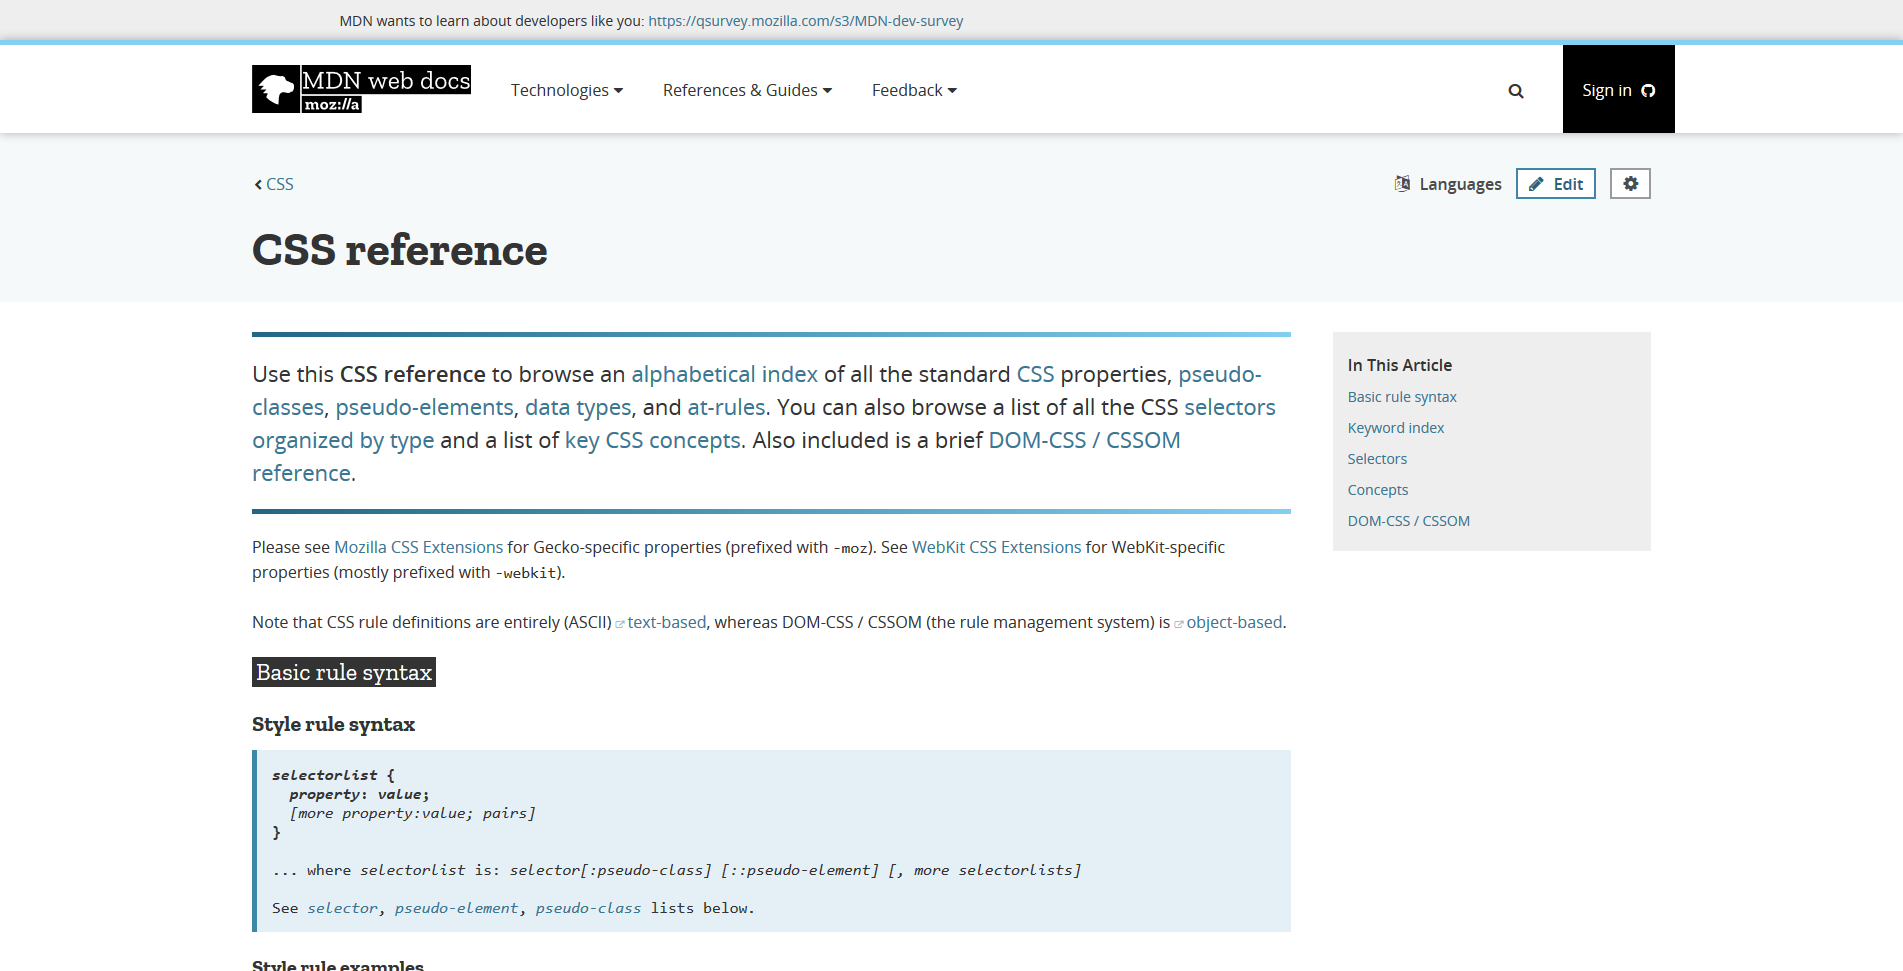 MDN wants to learn about developers like you: https://qsurvey.mozilla.com/s3/MDN-dev-survey
MDN web docs
moz://a
Technologies
References & Guides
Feedback
Sign in
CSS
Languages
Edit
CSS reference
Use this CSS reference to browse an alphabetical index of all the standard CSS properties, pseudo-
classes, pseudo-elements, data types, and at-rules. You can also browse a list of all the CSS selectors
organized by type and a list of key CSS concepts. Also included is a brief DOM-CSS / CSSOM
reference.
Please see Mozilla CSS Extensions for Gecko-specific properties (prefixed with -moz). See WebKit CSS Extensions for WebKit-specific
properties (mostly prefixed with -webkit).
Note that CSS rule definitions are entirely (ASCII) text-based, whereas DOM-CSS / CSSOM (the rule management system) is object-based.
Basic rule syntax
Style rule syntax
selectorlist {
  property: value;
  [more property:value; pairs]
}
... where selectorlist is: selector[:pseudo-class] [::pseudo-element] [, more selectorlists]
See selector, pseudo-element, pseudo-class lists below.
Style rule examples
In This Article
Basic rule syntax
Keyword index
Selectors
Concepts
DOM-CSS / CSSOM